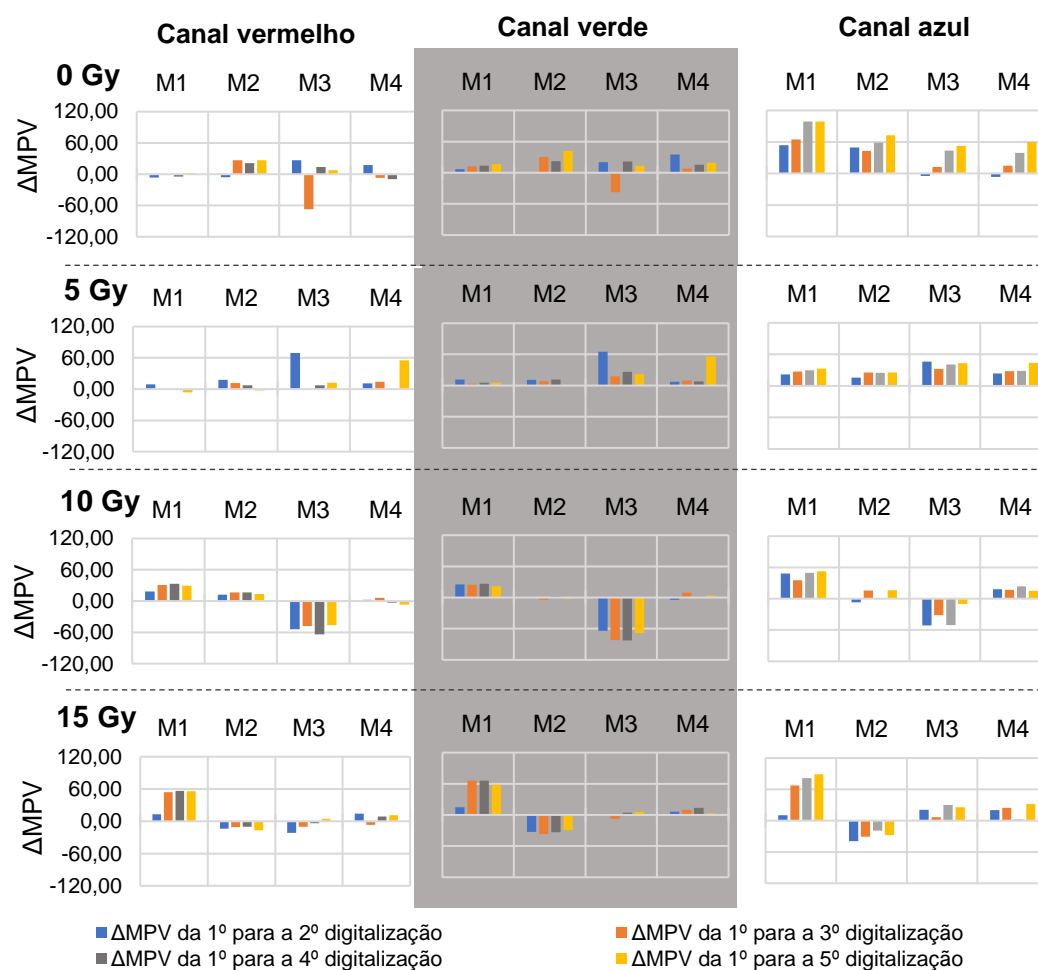 Canal vermelho Canal verde Canal azul
0 Gy M1 M2 M3 M4 M1 M2 M3 M4 M1 M2 M3 M4
ΔMPV
120,00
60,00
0,00
-60,00
-120,00
5 Gy M1 M2 M3 M4 M1 M2 M3 M4 M1 M2 M3 M4
ΔMPV
120,00
60,00
0,00
-60,00
-120,00
10 Gy M1 M2 M3 M4 M1 M2 M3 M4 M1 M2 M3 M4
ΔMPV
120,00
60,00
0,00
-60,00
-120,00
15 Gy M1 M2 M3 M4 M1 M2 M3 M4 M1 M2 M3 M4
ΔMPV
120,00
60,00
0,00
-60,00
-120,00
ΔMPV da 1º para a 2º digitalização ΔMPV da 1º para a 3º digitalização
ΔMPV da 1º para a 4º digitalização ΔMPV da 1º para a 5º digitalização